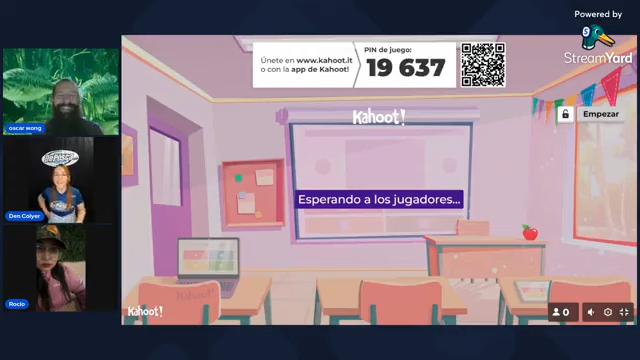 Powered by
StreamYard
Únete en www.kahoot.it
o con la app de Kahoot!
PIN de juego:
19 637
Kahoot!
Empezar
Esperando a los jugadores...
oscar wong
Den Colyer
Rocio
Kahoot!
Kahoot!
0